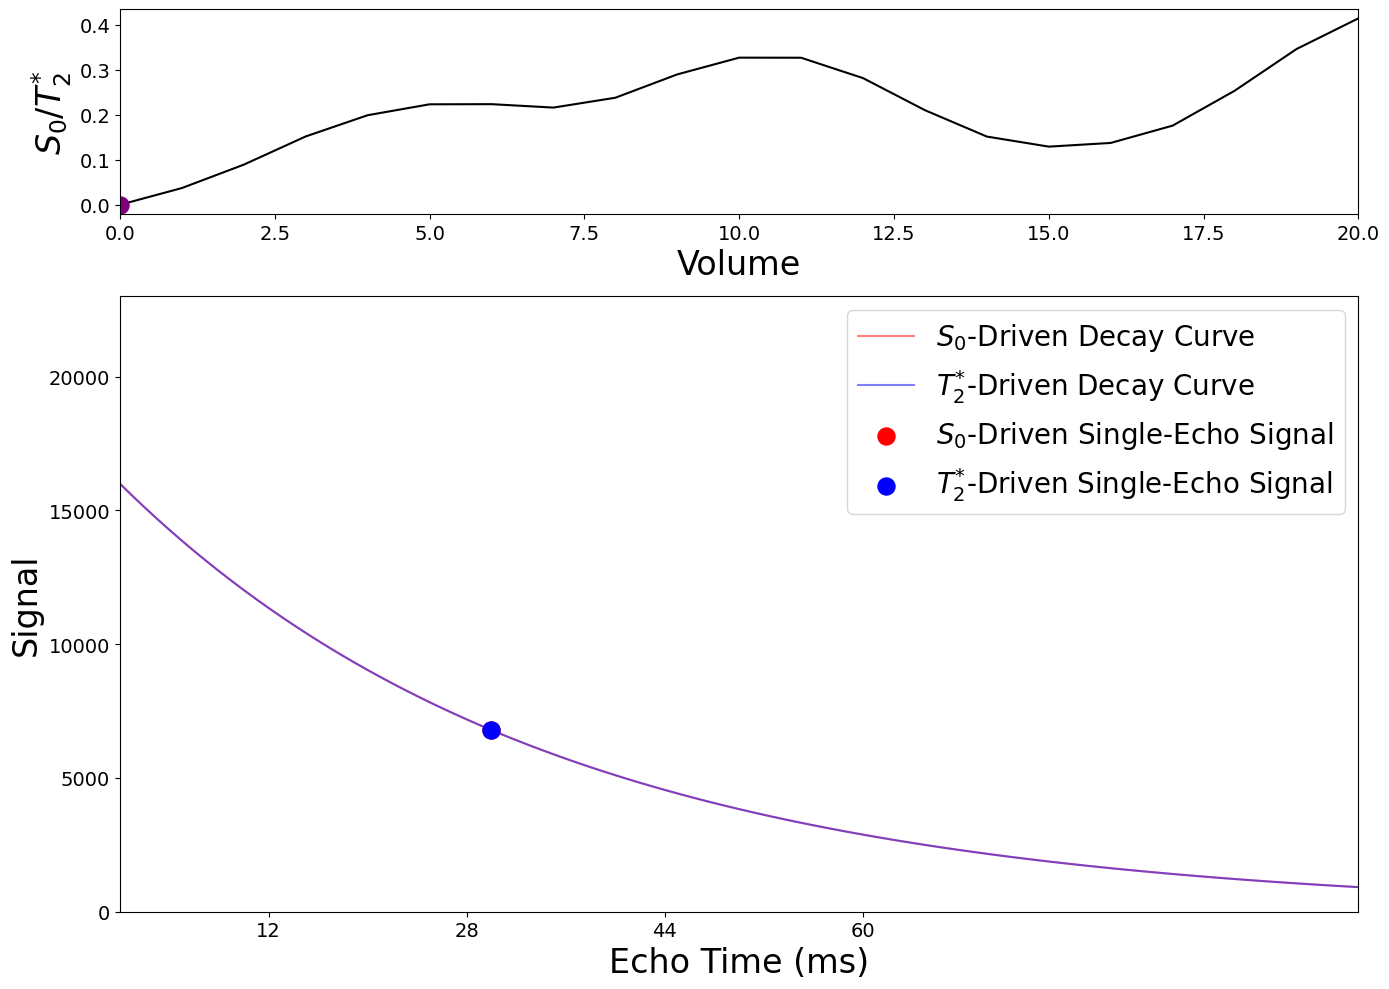 0.4
0.3
0.2
0.1
0.0
S₀/T₂*
0.0 2.5 5.0 7.5 10.0 12.5 15.0 17.5 20.0
Volume
S₀-Driven Decay Curve
T₂*-Driven Decay Curve
S₀-Driven Single-Echo Signal
T₂*-Driven Single-Echo Signal
20000
15000
10000
5000
0
Signal
12 28 44 60
Echo Time (ms)